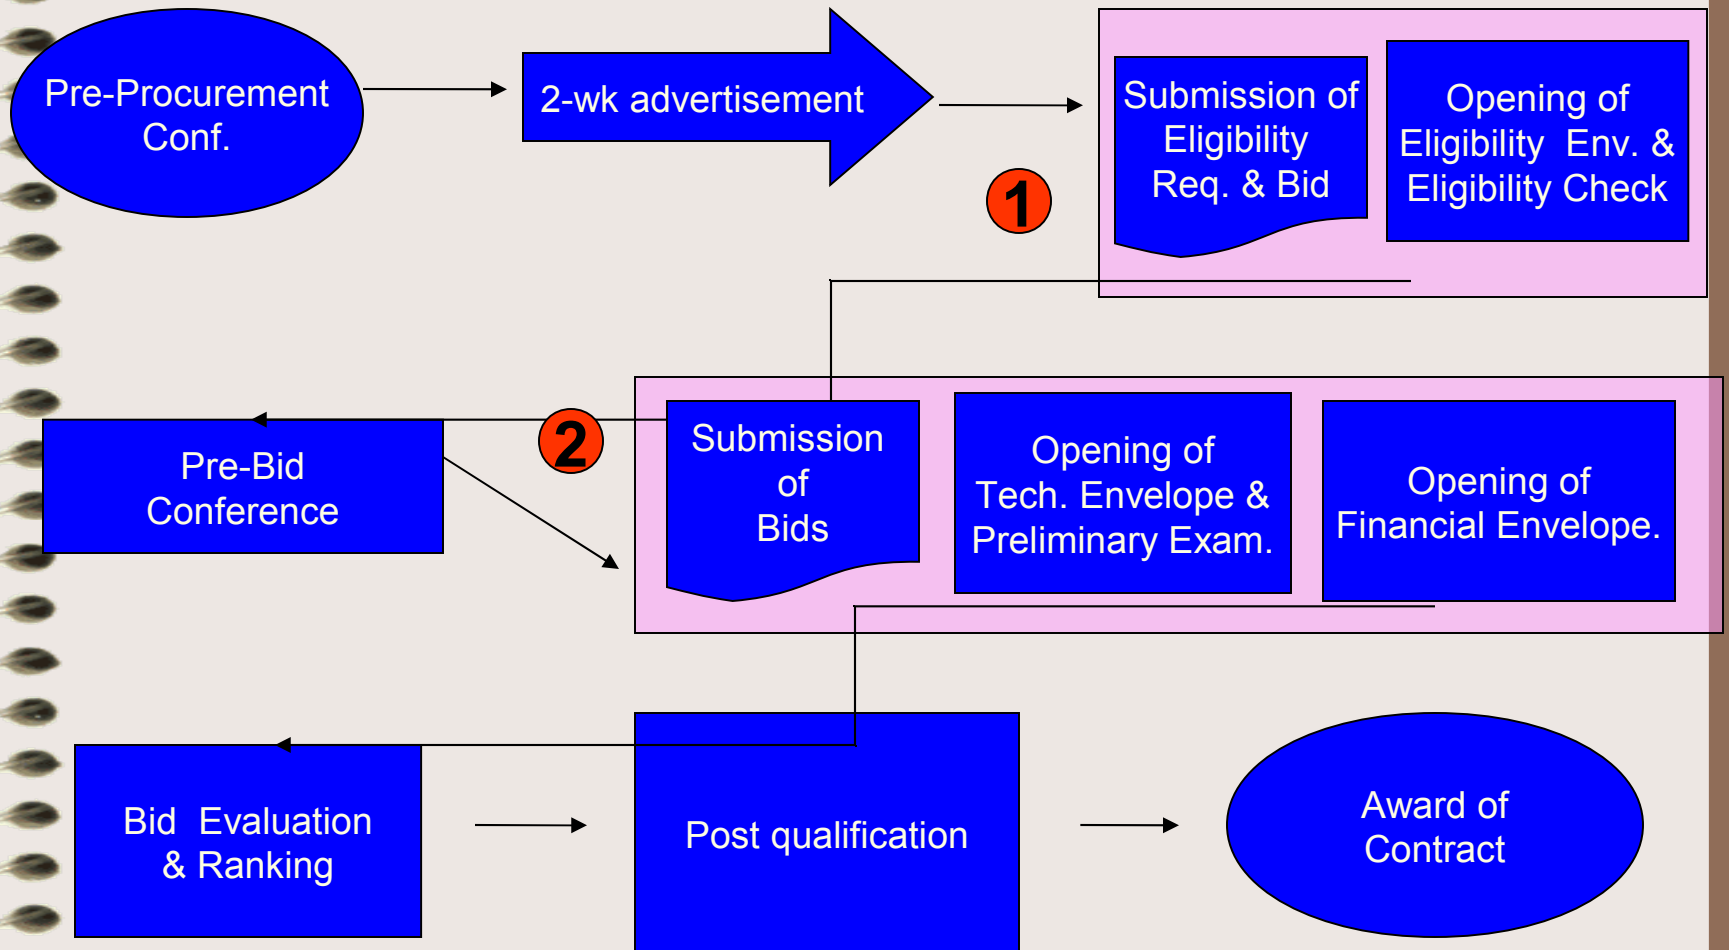 Pre-Procurement
Conf.
2-wk advertisement
Submission of
Eligibility
Req. & Bid
Opening of
Eligibility  Env. &
Eligibility Check
1
2
Pre-Bid
Conference
Submission
of
Bids
Opening of
Tech. Envelope &
Preliminary Exam.
Opening of
Financial Envelope.
Bid  Evaluation
& Ranking
Post qualification
Award of
Contract